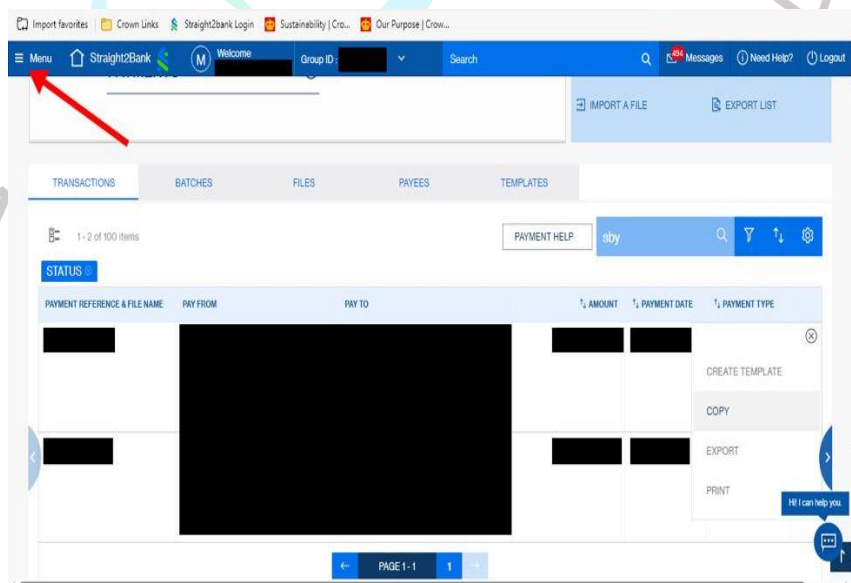 Import favorites Crown Links Straight2bank Login Sustainability | Cro... Our Purpose | Crow...
Menu Straight2Bank M Welcome Group ID : Search 494 Messages Need Help? Logout
IMPORT A FILE EXPORT LIST
TRANSACTIONS BATCHES FILES PAYEES TEMPLATES
1 - 2 of 100 items PAYMENT HELP sby
STATUS
PAYMENT REFERENCE & FILE NAME PAY FROM PAY TO AMOUNT PAYMENT DATE PAYMENT TYPE
CREATE TEMPLATE
COPY
EXPORT
PRINT
Hi! I can help you.
PAGE 1 - 1 1